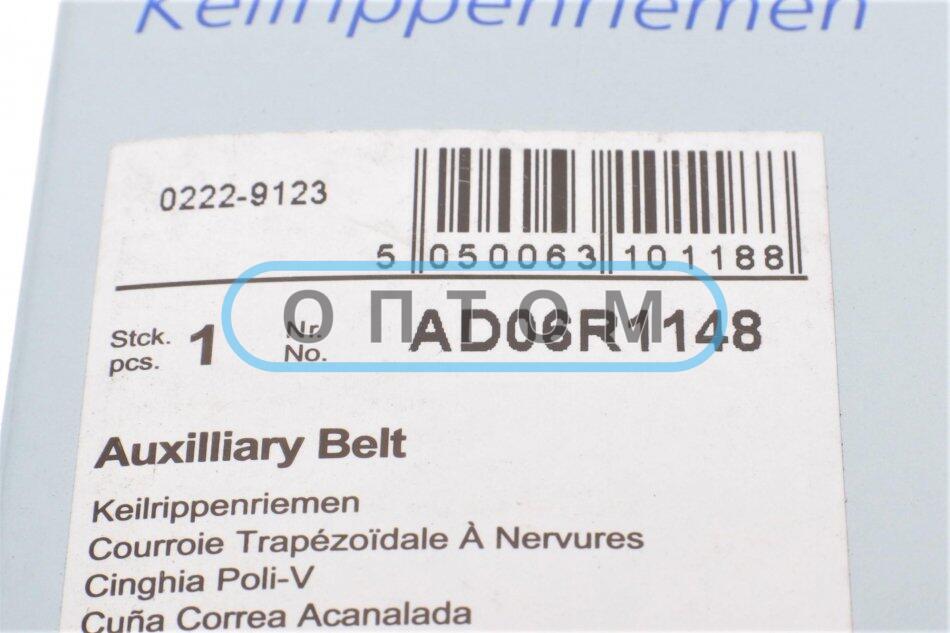 Keilrippenriemen
0222-9123
5 050063 101188
ОПТОМ
Stck. 1 Nr. AD06R1148
pcs. No.
Auxilliary Belt
Keilrippenriemen
Courroie Trapézoïdale À Nervures
Cinghia Poli-V
Cuña Correa Acanalada